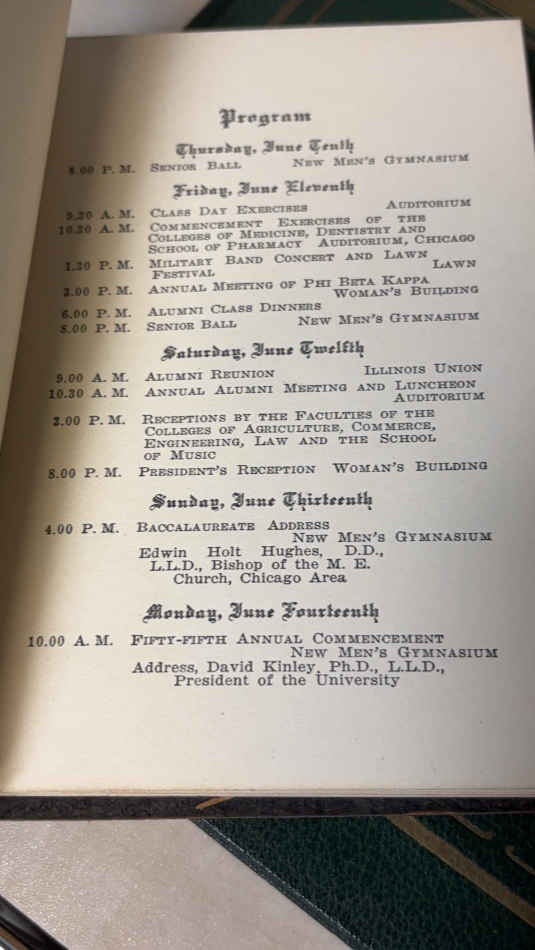 Program
Thursday, June Tenth
8.00 P. M. Senior Ball New Men's Gymnasium
Friday, June Eleventh
9.30 A. M. Class Day Exercises Auditorium
10.30 A. M. Commencement Exercises of the
Colleges of Medicine, Dentistry and
School of Pharmacy Auditorium, Chicago
1.30 P. M. Military Band Concert and Lawn
Festival Lawn
3.00 P. M. Annual Meeting of Phi Beta Kappa
Woman's Building
6.00 P. M. Alumni Class Dinners
8.00 P. M. Senior Ball New Men's Gymnasium
Saturday, June Twelfth
9.00 A. M. Alumni Reunion Illinois Union
10.30 A. M. Annual Alumni Meeting and Luncheon
Auditorium
3.00 P. M. Receptions by the Faculties of the
Colleges of Agriculture, Commerce,
Engineering, Law and the School
of Music
8.00 P. M. President's Reception Woman's Building
Sunday, June Thirteenth
4.00 P. M. Baccalaureate Address
New Men's Gymnasium
Edwin Holt Hughes, D.D.,
L.L.D., Bishop of the M. E.
Church, Chicago Area
Monday, June Fourteenth
10.00 A. M. Fifty-fifth Annual Commencement
New Men's Gymnasium
Address, David Kinley, Ph.D., L.L.D.,
President of the University